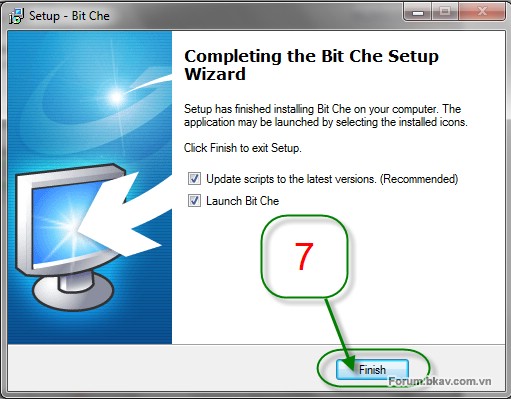 Setup - Bit Che
Completing the Bit Che Setup
Wizard
Setup has finished installing Bit Che on your computer. The
application may be launched by selecting the installed icons.
Click Finish to exit Setup.
Update scripts to the latest versions. (Recommended)
Launch Bit Che
7
Finish
Forum.bkav.com.vn